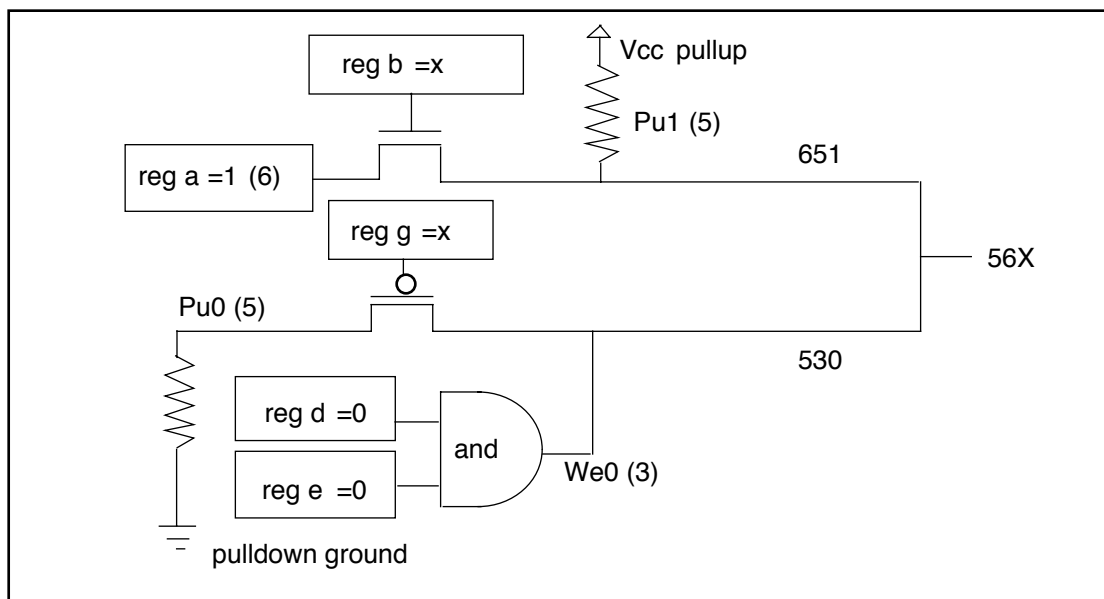 reg b =x
Vcc pullup
Pu1 (5)
651
reg a =1 (6)
reg g =x
56X
Pu0 (5)
530
reg d =0
and
We0 (3)
reg e =0
pulldown ground